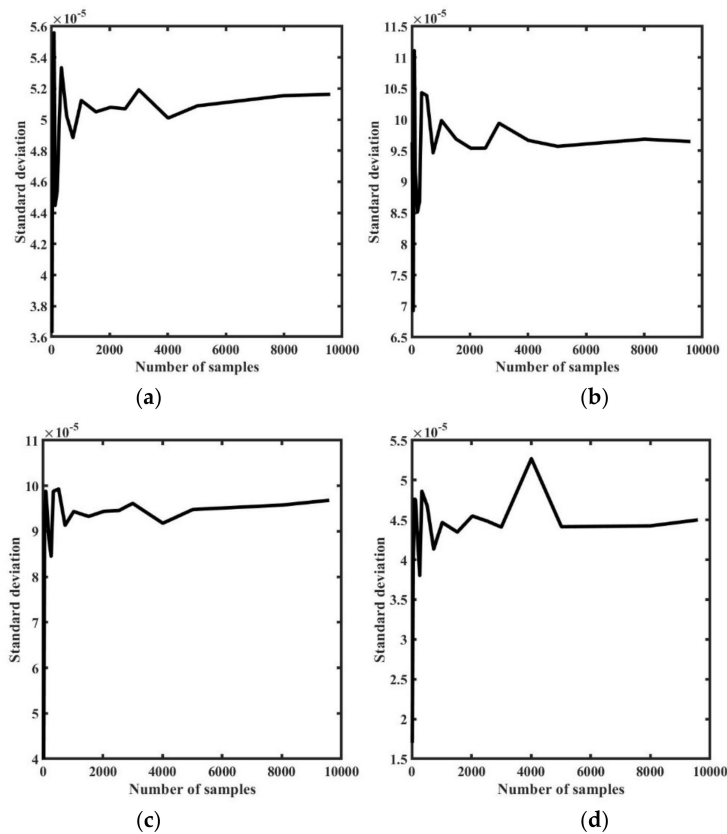 ×10⁻⁵
5.6
5.4
5.2
5
4.8
4.6
4.4
4.2
4
3.8
3.6
Standard deviation
0 2000 4000 6000 8000 10000
Number of samples
(a)
×10⁻⁵
11.5
11
10.5
10
9.5
9
8.5
8
7.5
7
6.5
Standard deviation
0 2000 4000 6000 8000 10000
Number of samples
(b)
×10⁻⁵
11
10
9
8
7
6
5
4
Standard deviation
0 2000 4000 6000 8000 10000
Number of samples
(c)
×10⁻⁵
5.5
5
4.5
4
3.5
3
2.5
2
1.5
Standard deviation
0 2000 4000 6000 8000 10000
Number of samples
(d)